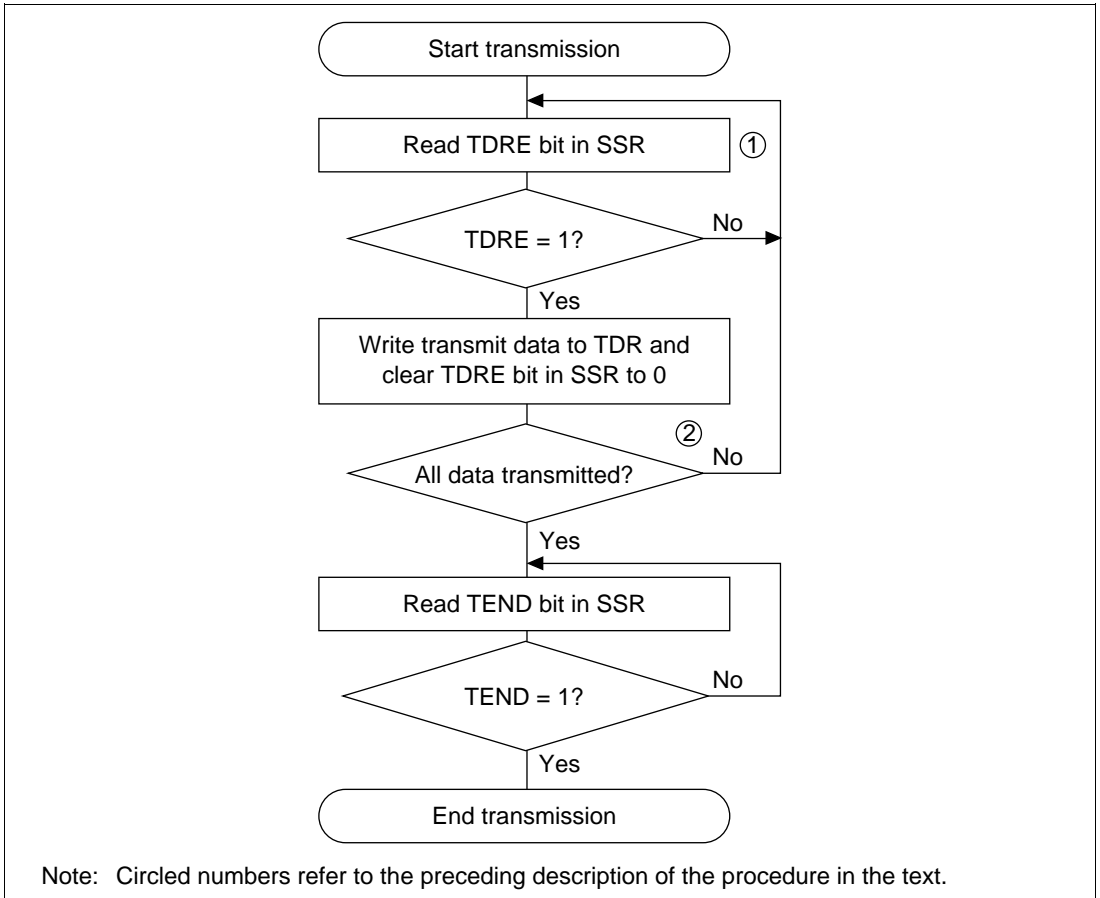 Start transmission
Read TDRE bit in SSR
①
TDRE = 1?
No
Yes
Write transmit data to TDR and
clear TDRE bit in SSR to 0
②
All data transmitted?
No
Yes
Read TEND bit in SSR
TEND = 1?
No
Yes
End transmission
Note: Circled numbers refer to the preceding description of the procedure in the text.